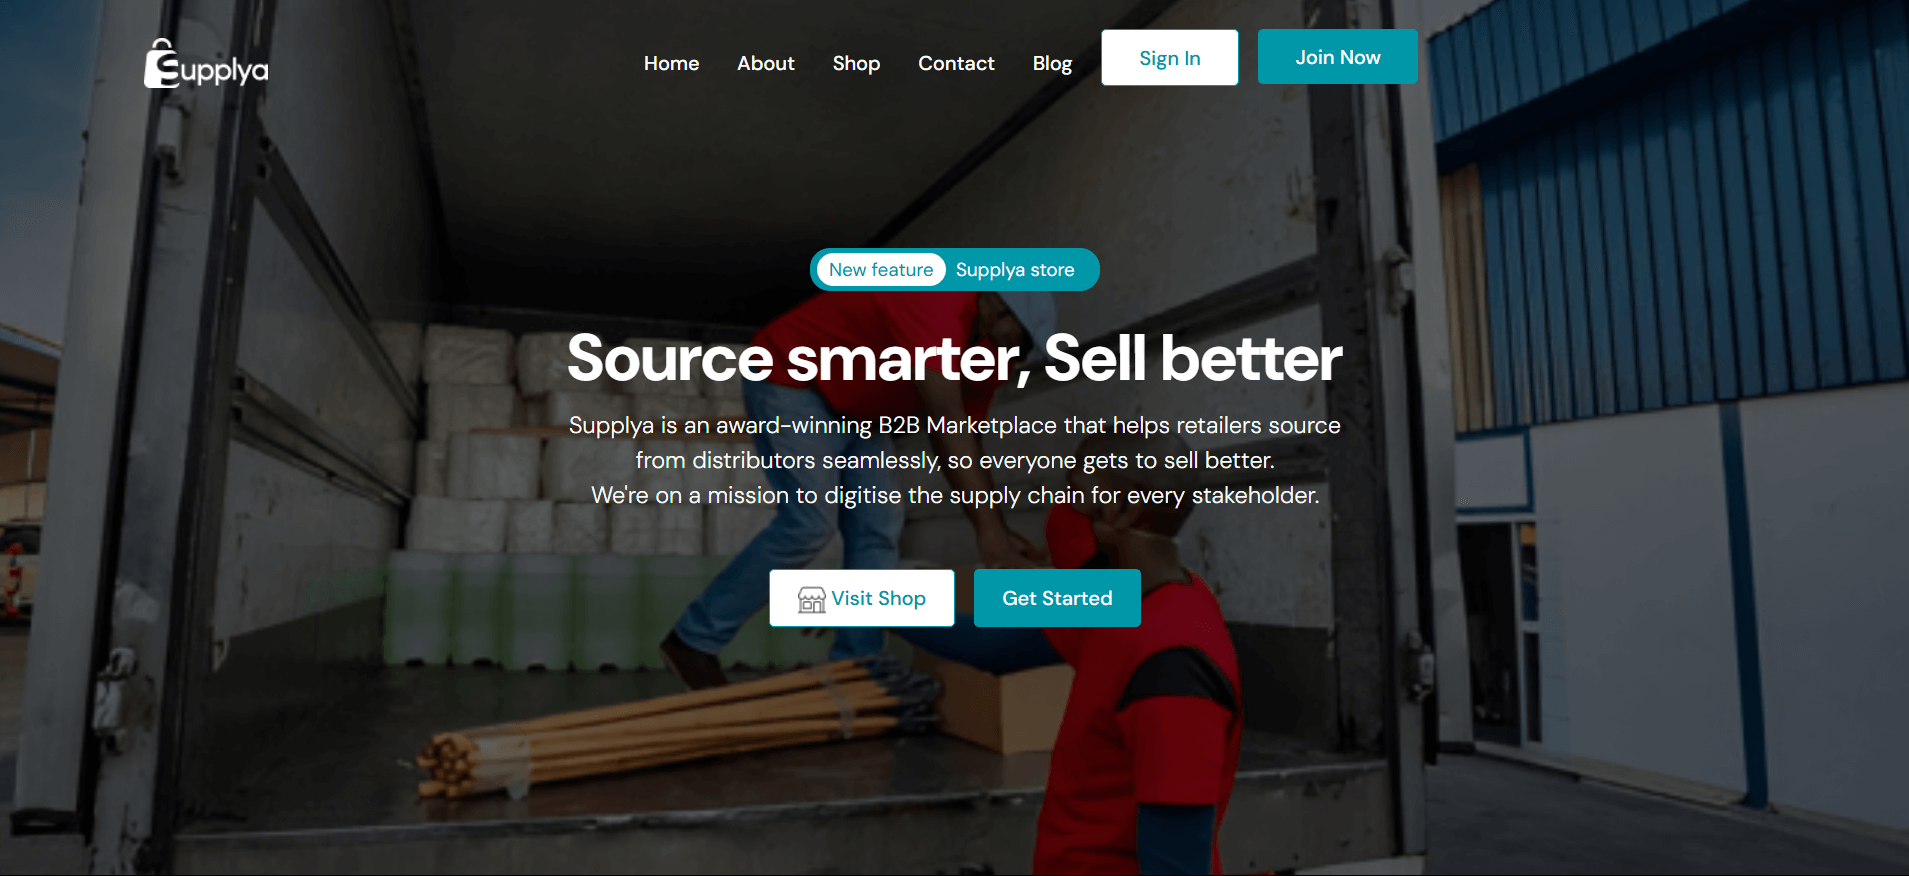 Supplya
Home About Shop Contact Blog Sign In Join Now
New feature Supplya store
Source smarter, Sell better
Supplya is an award-winning B2B Marketplace that helps retailers source
from distributors seamlessly, so everyone gets to sell better.
We're on a mission to digitise the supply chain for every stakeholder.
Visit Shop Get Started